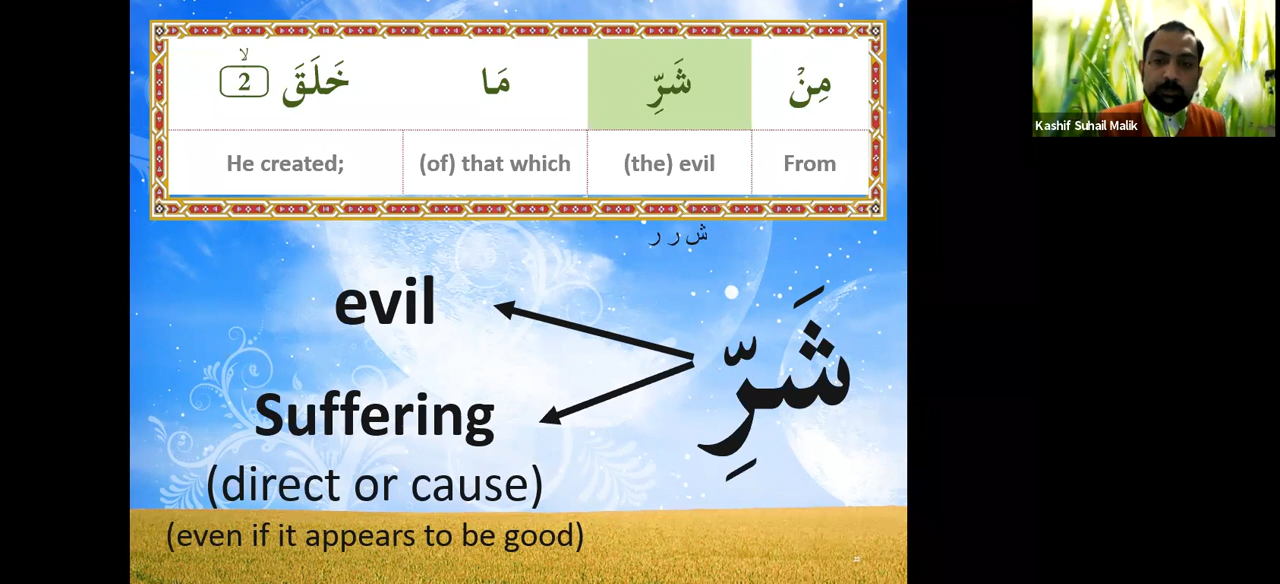 مِنْ شَرِّ مَا خَلَقَ ۙ 2
From (the) evil (of) that which He created;
ش ر ر
شَرِّ
evil
Suffering
(direct or cause)
(even if it appears to be good)
Kashif Suhail Malik